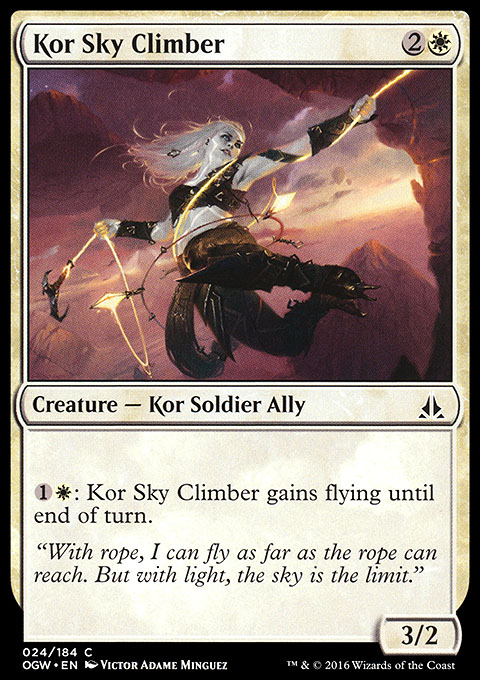 Kor Sky Climber 2
Creature — Kor Soldier Ally
1 : Kor Sky Climber gains flying until
end of turn.
“With rope, I can fly as far as the rope can
reach. But with light, the sky is the limit.”
3/2
024/184 C
OGW • EN Victor Adame Minguez
™ & © 2016 Wizards of the Coast